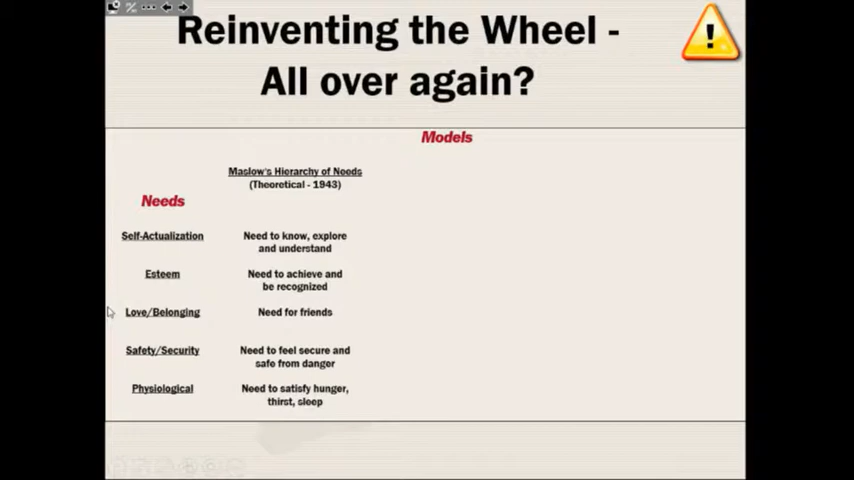 Reinventing the Wheel -
All over again?
Models
Maslow's Hierarchy of Needs
(Theoretical - 1943)
Needs
Self-Actualization
Need to know, explore
and understand
Esteem
Need to achieve and
be recognized
Love/Belonging
Need for friends
Safety/Security
Need to feel secure and
safe from danger
Physiological
Need to satisfy hunger,
thirst, sleep